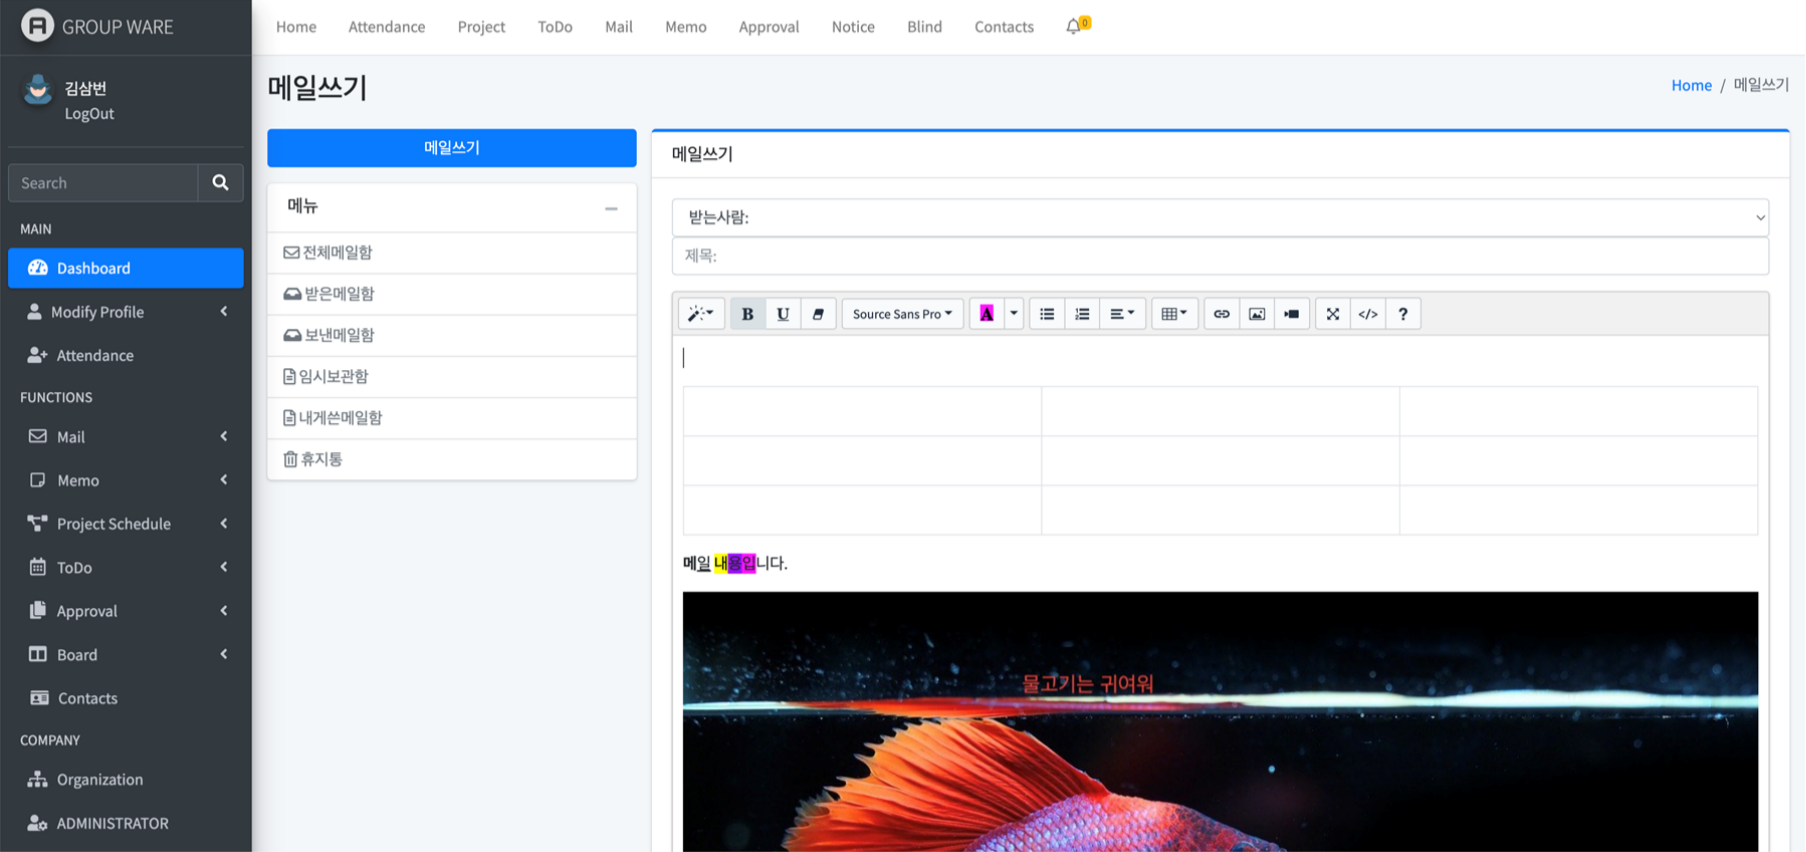 GROUP WARE
Home Attendance Project ToDo Mail Memo Approval Notice Blind Contacts 0
김삼번
LogOut
Search
MAIN
Dashboard
Modify Profile
Attendance
FUNCTIONS
Mail
Memo
Project Schedule
ToDo
Approval
Board
Contacts
COMPANY
Organization
ADMINISTRATOR
메일쓰기
Home / 메일쓰기
메일쓰기
메뉴
전체메일함
받은메일함
보낸메일함
임시보관함
내게쓴메일함
휴지통
메일쓰기
받는사람:
제목:
B U Source Sans Pro A </> ?
메일 내용입니다.
물고기는 귀여워